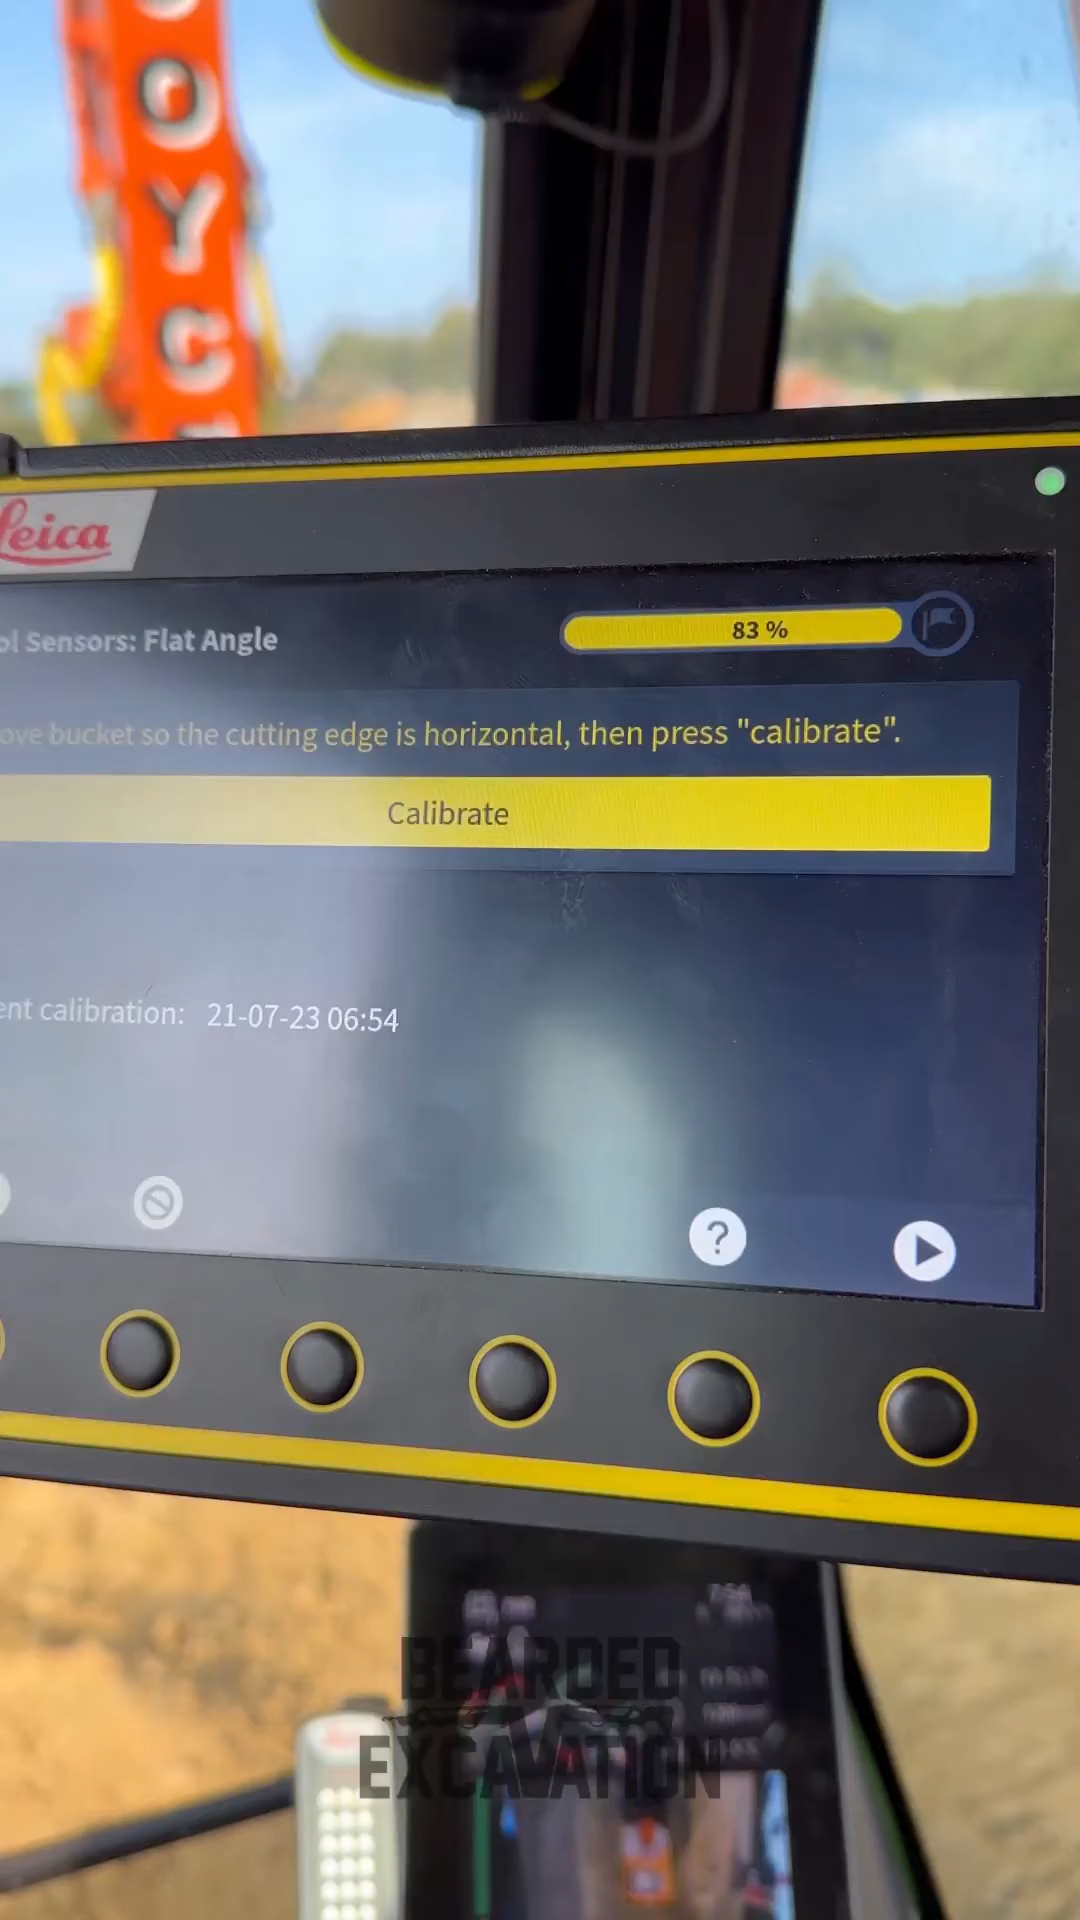 O
Y
C
Leica
ol Sensors: Flat Angle
83 %
ove bucket so the cutting edge is horizontal, then press "calibrate".
Calibrate
ent calibration: 21-07-23 06:54
?
BEARDED
EXCAVATION